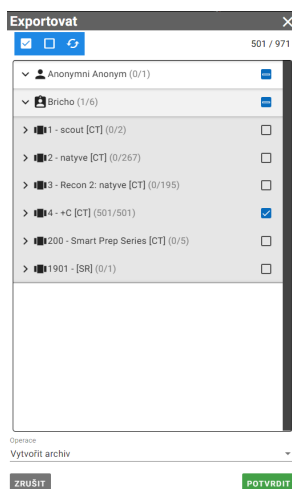 Exportovat
501 / 971
Anonymni Anonym (0/1)
Bricho (1/6)
1 - scout [CT] (0/2)
2 - natyve [CT] (0/267)
3 - Recon 2: natyve [CT] (0/195)
4 - +C [CT] (501/501)
200 - Smart Prep Series [CT] (0/5)
1901 - [SR] (0/1)
Operace
Vytvořit archiv
ZRUŠIT POTVRDIT